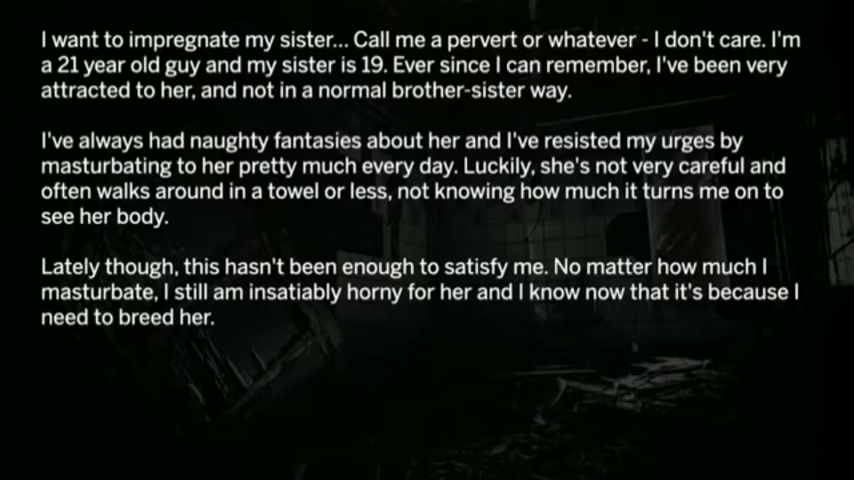 I want to impregnate my sister... Call me a pervert or whatever - I don't care. I'm
a 21 year old guy and my sister is 19. Ever since I can remember, I've been very
attracted to her, and not in a normal brother-sister way.
I've always had naughty fantasies about her and I've resisted my urges by
masturbating to her pretty much every day. Luckily, she's not very careful and
often walks around in a towel or less, not knowing how much it turns me on to
see her body.
Lately though, this hasn't been enough to satisfy me. No matter how much I
masturbate, I still am insatiably horny for her and I know now that it's because I
need to breed her.